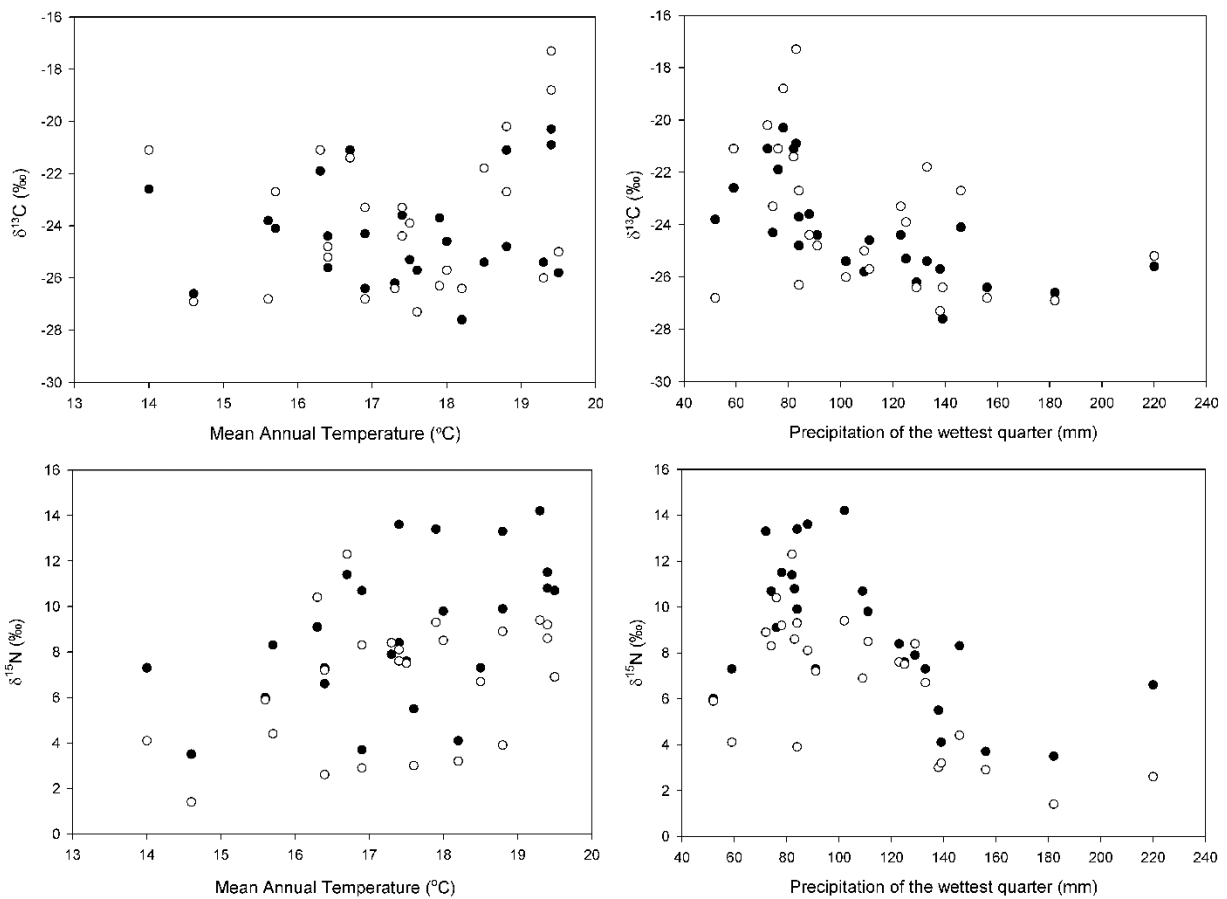 -16
-18
-20
-22
-24
-26
-28
-30
δ¹³C (‰)
13 14 15 16 17 18 19 20
Mean Annual Temperature (ºC)
-16
-18
-20
-22
-24
-26
-28
-30
δ¹³C (‰)
40 60 80 100 120 140 160 180 200 220 240
Precipitation of the wettest quarter (mm)
16
14
12
10
8
6
4
2
0
δ¹⁵N (‰)
13 14 15 16 17 18 19 20
Mean Annual Temperature (°C)
16
14
12
10
8
6
4
2
0
δ¹⁵N (‰)
40 60 80 100 120 140 160 180 200 220 240
Precipitation of the wettest quarter (mm)